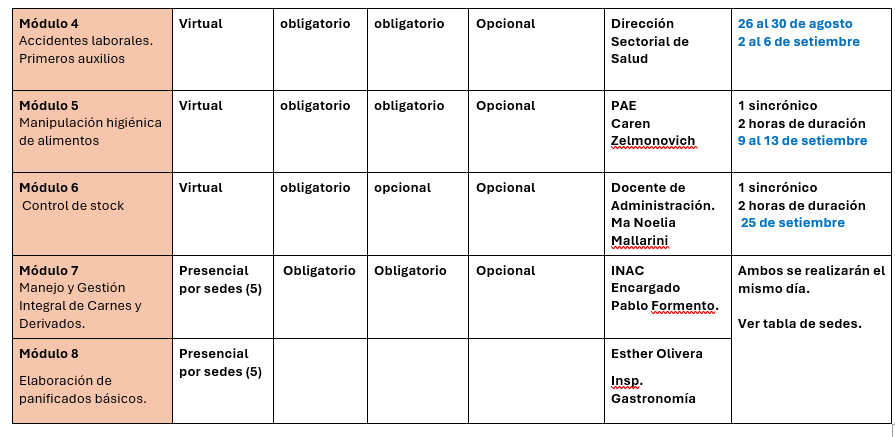 Módulo 4
Accidentes laborales.
Primeros auxilios
Virtual
obligatorio
obligatorio
Opcional
Dirección
Sectorial de
Salud
26 al 30 de agosto
2 al 6 de setiembre
Módulo 5
Manipulación higiénica
de alimentos
Virtual
obligatorio
obligatorio
Opcional
PAE
Caren
Zelmonovich
1 sincrónico
2 horas de duración
9 al 13 de setiembre
Módulo 6
Control de stock
Virtual
obligatorio
opcional
Opcional
Docente de
Administración.
Ma Noelia
Mallarini
1 sincrónico
2 horas de duración
25 de setiembre
Módulo 7
Manejo y Gestión
Integral de Carnes y
Derivados.
Presencial
por sedes (5)
Obligatorio
Obligatorio
Opcional
INAC
Encargado
Pablo Formento.
Ambos se realizarán el
mismo día.
Ver tabla de sedes.
Módulo 8
Elaboración de
panificados básicos.
Presencial
por sedes (5)
Esther Olivera
Insp.
Gastronomía